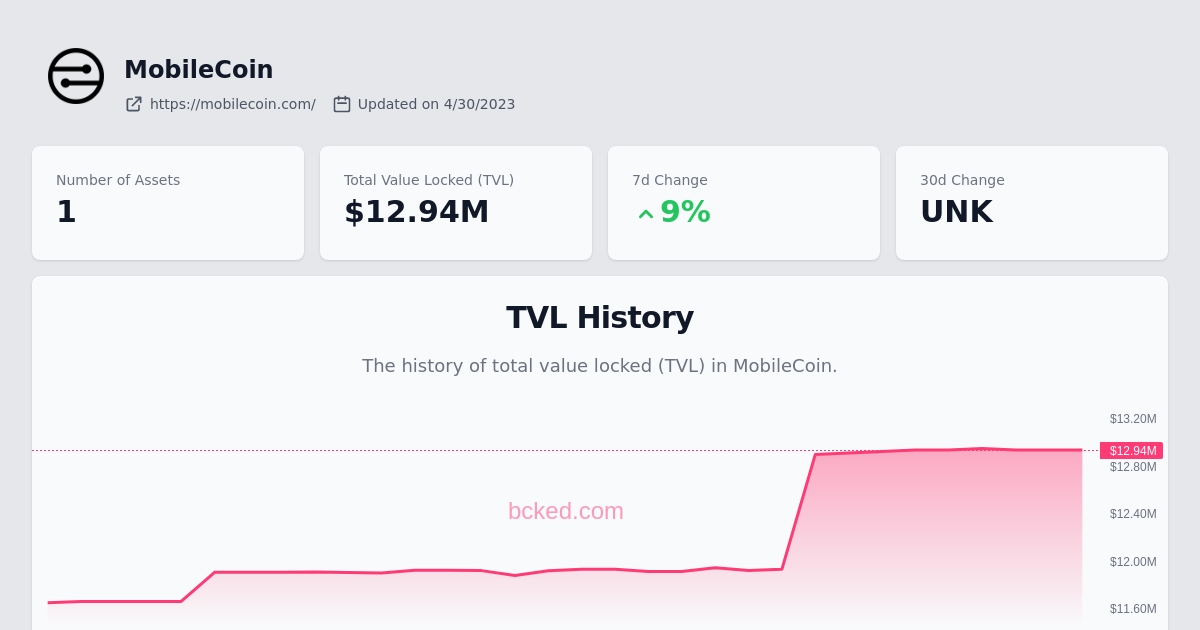 MobileCoin
https://mobilecoin.com/ Updated on 4/30/2023
Number of Assets
1
Total Value Locked (TVL)
$12.94M
7d Change
9%
30d Change
UNK
TVL History
The history of total value locked (TVL) in MobileCoin.
$13.20M
$12.94M
$12.80M
bcked.com
$12.40M
$12.00M
$11.60M